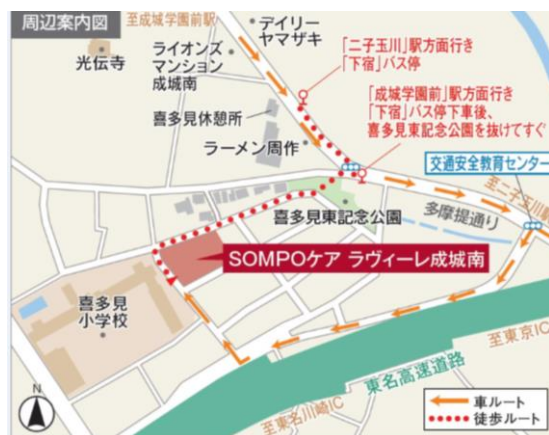 周辺案内図
至成城学園前駅
デイリー
ヤマザキ
光伝寺
ライオンズ
マンション
成城南
「二子玉川」駅方面行き
「下宿」バス停
喜多見休憩所
「成城学園前」駅方面行き
「下宿」バス停下車後、
喜多見東記念公園を抜けてすぐ
ラーメン周作
交通安全教育センター
至二子玉川駅
喜多見東記念公園
多摩提通り
SOMPOケア ラヴィーレ成城南
喜多見
小学校
至東京IC
東名高速道路
至東名川崎IC
N
車ルート
徒歩ルート